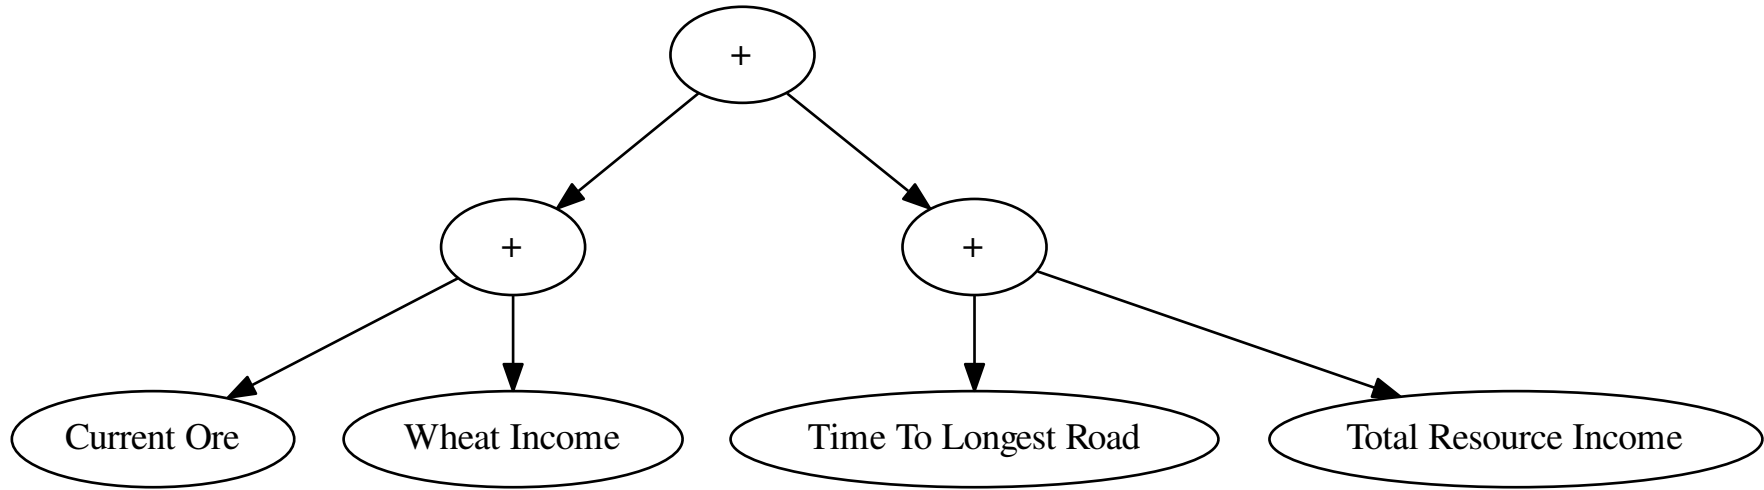 +
+
+
Current Ore
Wheat Income
Time To Longest Road
Total Resource Income